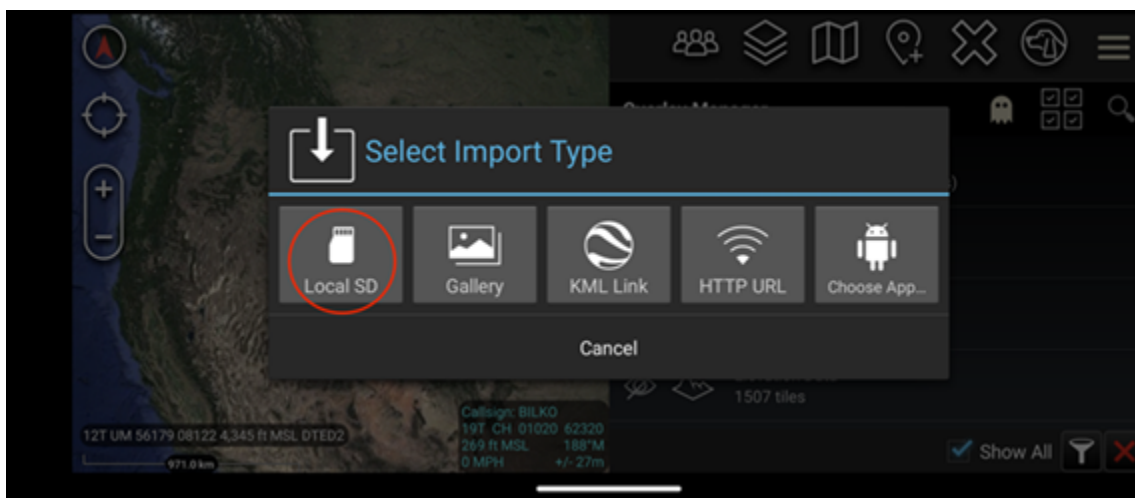 Overlay Manager
Select Import Type
Local SD
Gallery
KML Link
HTTP URL
Choose App...
Cancel
1507 tiles
Callsign: BILKO
19T CH 01020 62320
269 ft MSL 188°M
0 MPH +/- 27m
12T UM 56179 08122 4,345 ft MSL DTED2
971.0 km
Show All